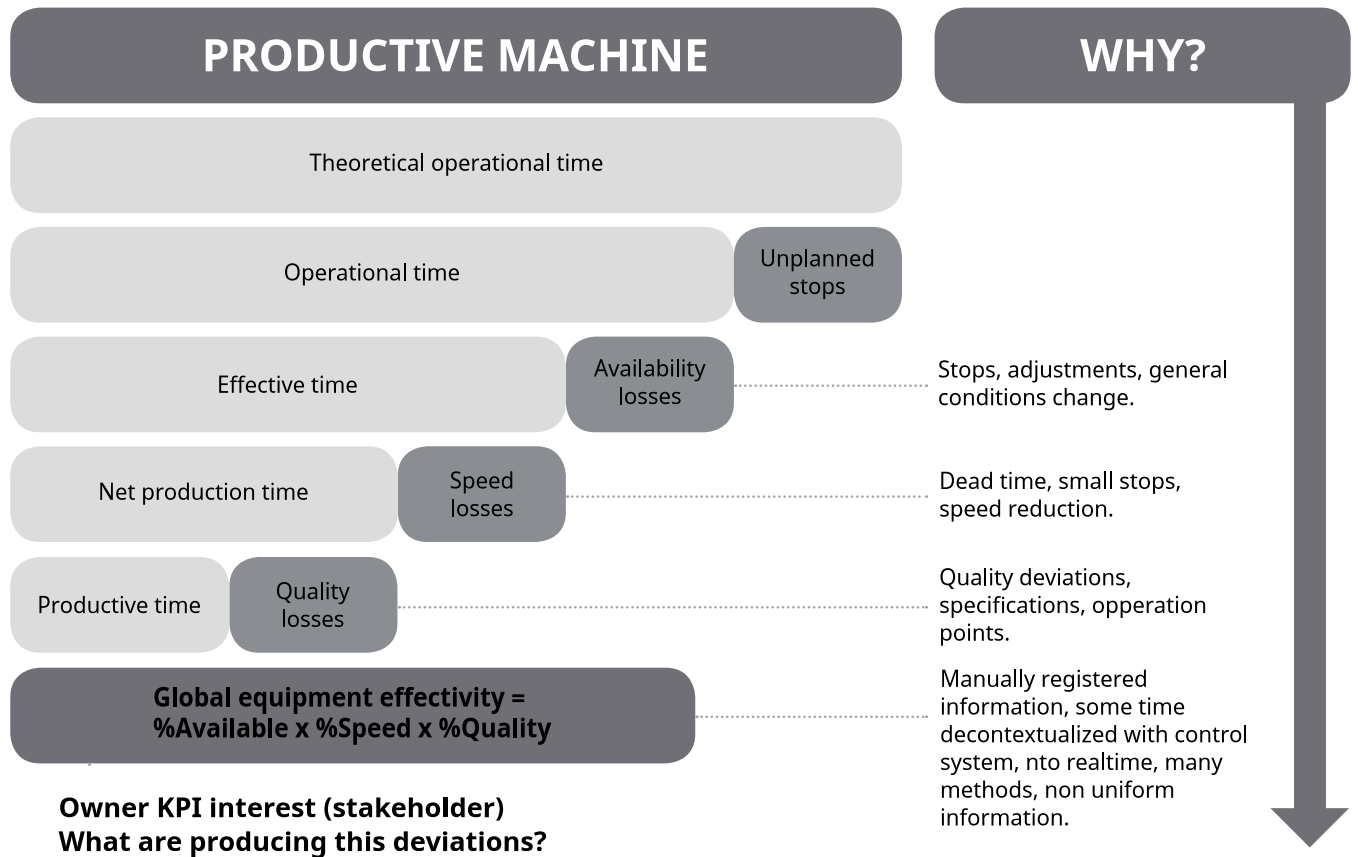 PRODUCTIVE MACHINE
WHY?
Theoretical operational time
Operational time
Unplanned
stops
Effective time
Availability
losses
Stops, adjustments, general
conditions change.
Net production time
Speed
losses
Dead time, small stops,
speed reduction.
Productive time
Quality
losses
Quality deviations,
specifications, opperation
points.
Global equipment effectivity =
%Available x %Speed x %Quality
Manually registered
information, some time
decontextualized with control
system, nto realtime, many
methods, non uniform
information.
Owner KPI interest (stakeholder)
What are producing this deviations?